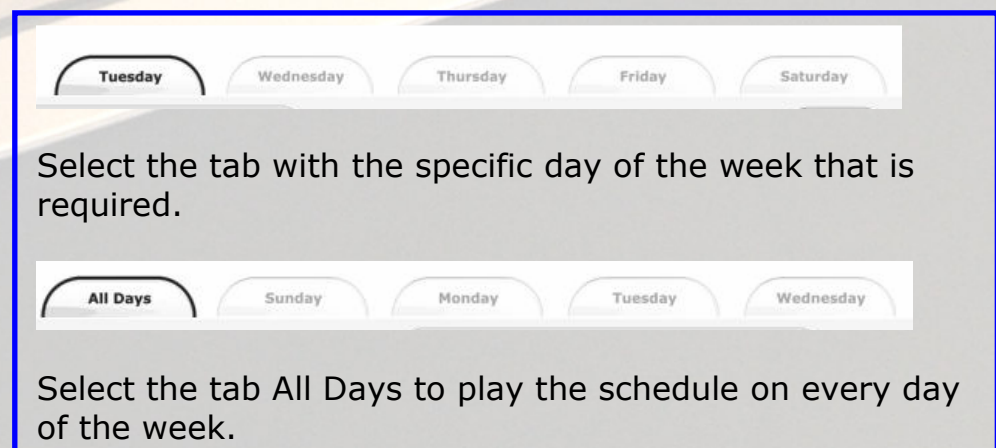 Tuesday Wednesday Thursday Friday Saturday
Select the tab with the specific day of the week that is
required.
All Days Sunday Monday Tuesday Wednesday
Select the tab All Days to play the schedule on every day
of the week.